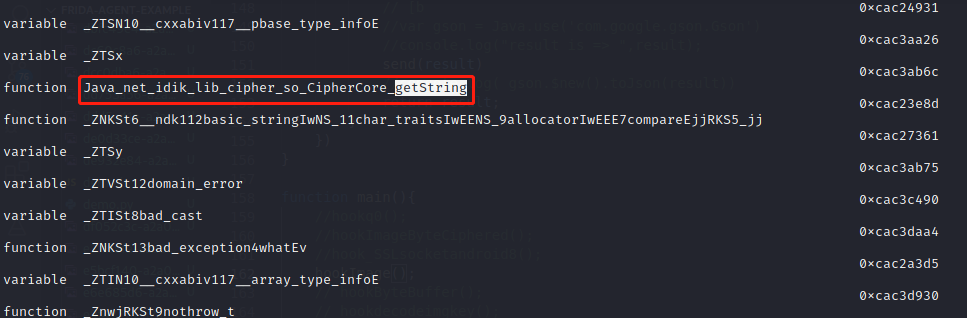 0×cac24931
variable _ZTSN10__cxxabiv117__pbase_type_infoE
0×cac3aa26
variable _ZTSx
0×cac3ab6c
function Java_net_idik_lib_cipher_so_CipherCore_getString
0×cac23e8d
function _ZNKSt6__ndk112basic_stringIwNS_11char_traitsIwEENS_9allocatorIwEEE7compareEjjRKS5_jj
0×cac27361
variable _ZTSy
0×cac3ab75
variable _ZTVSt12domain_error
0×cac3c490
variable _ZTISt8bad_cast
0×cac3daa4
function _ZNKSt13bad_exception4whatEv
0×cac2a3d5
variable _ZTIN10__cxxabiv117__array_type_infoE
0×cac3d930
function _ZnwjRKSt9nothrow_t